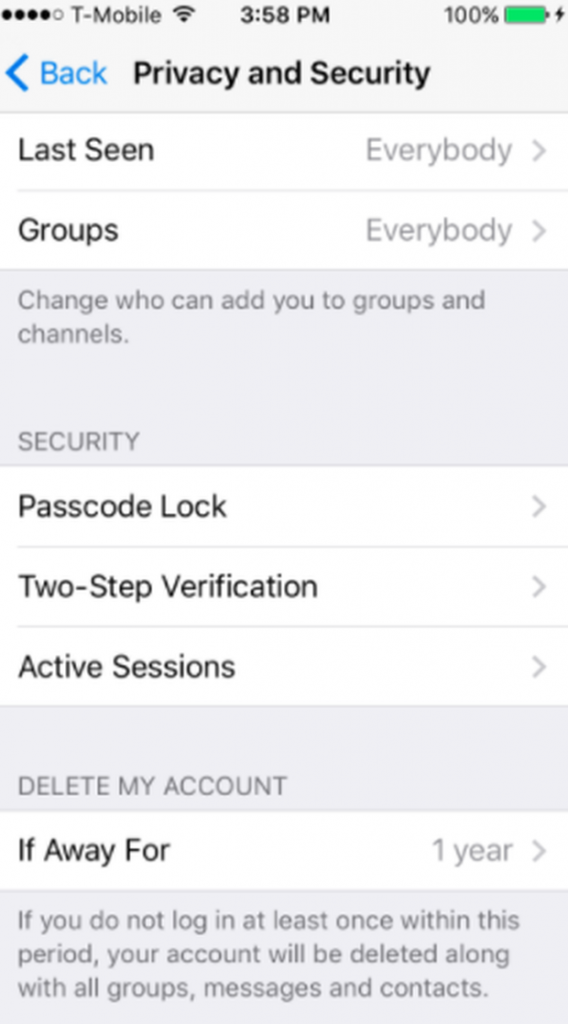 T-Mobile 3:58 PM 100%
Back Privacy and Security
Last Seen Everybody
Groups Everybody
Change who can add you to groups and
channels.
SECURITY
Passcode Lock
Two-Step Verification
Active Sessions
DELETE MY ACCOUNT
If Away For 1 year
If you do not log in at least once within this
period, your account will be deleted along
with all groups, messages and contacts.